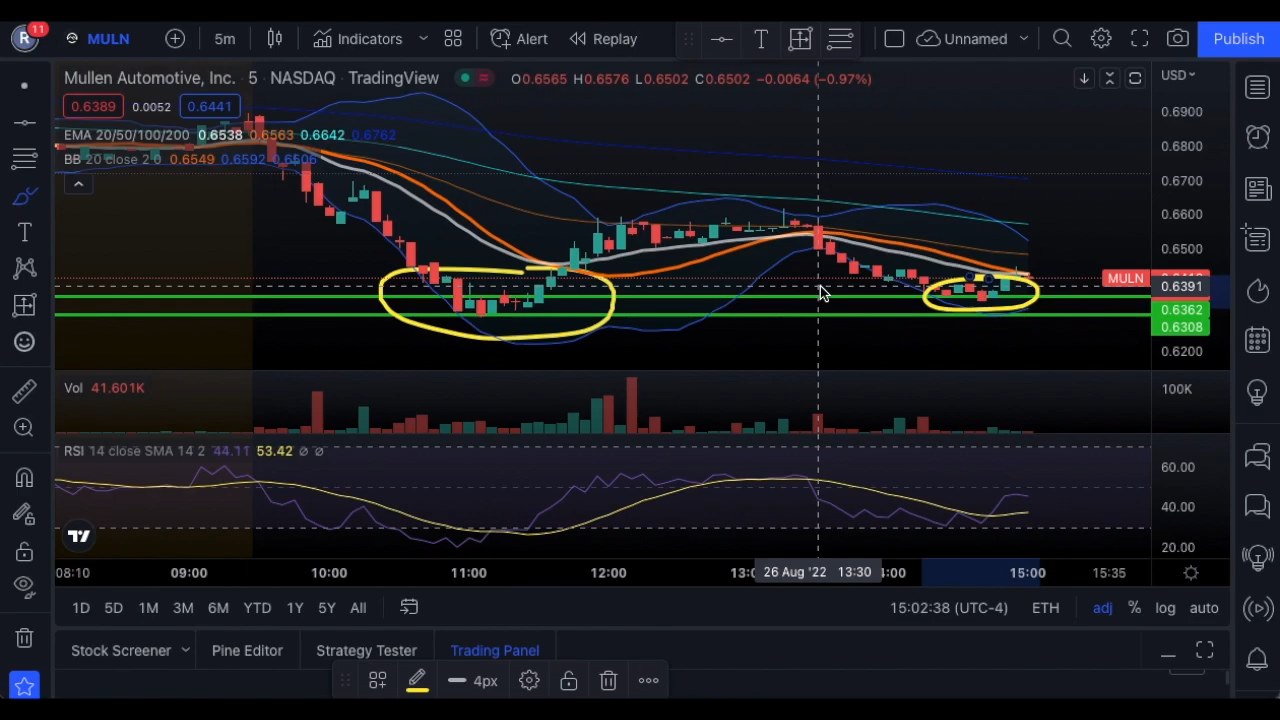 R 11 MULN 5m Indicators Alert Replay Unnamed Publish
Mullen Automotive, Inc. · 5 · NASDAQ · TradingView O0.6565 H0.6576 L0.6502 C0.6502 −0.0064 (−0.97%) USD
0.6389 0.0052 0.6441
0.6900
EMA 20/50/100/200 0.6538 0.6563 0.6642 0.6762
0.6800
BB 20 close 2 0 0.6549 0.6592 0.6506
0.6700
0.6600
0.6500
MULN
0.6391
0.6362
0.6308
0.6200
Vol 41.601K 100K
RSI 14 close SMA 14 2 44.11 53.42 ∅ ∅
60.00
40.00
20.00
08:10 09:00 10:00 11:00 12:00 26 Aug '22 13:30 15:00 15:35
1D 5D 1M 3M 6M YTD 1Y 5Y All 15:02:38 (UTC-4) ETH adj % log auto
Stock Screener Pine Editor Strategy Tester Trading Panel
4px